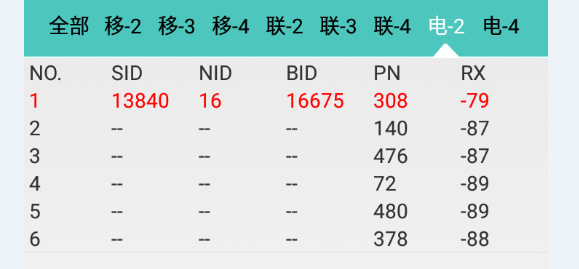 全部 移-2 移-3 移-4 联-2 联-3 联-4 电-2 电-4
NO. SID NID BID PN RX
1 13840 16 16675 308 -79
2 -- -- -- 140 -87
3 -- -- -- 476 -87
4 -- -- -- 72 -89
5 -- -- -- 480 -89
6 -- -- -- 378 -88